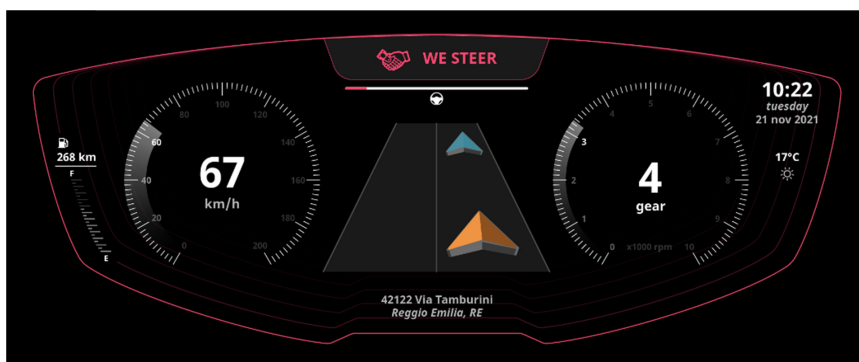 WE STEER
268 km
F
E
0
20
40
60
80
100
120
140
160
180
200
67
km/h
0
1
2
3
4
5
6
7
8
9
10
x1000 rpm
4
gear
10:22
tuesday
21 nov 2021
17°C
42122 Via Tamburini
Reggio Emilia, RE